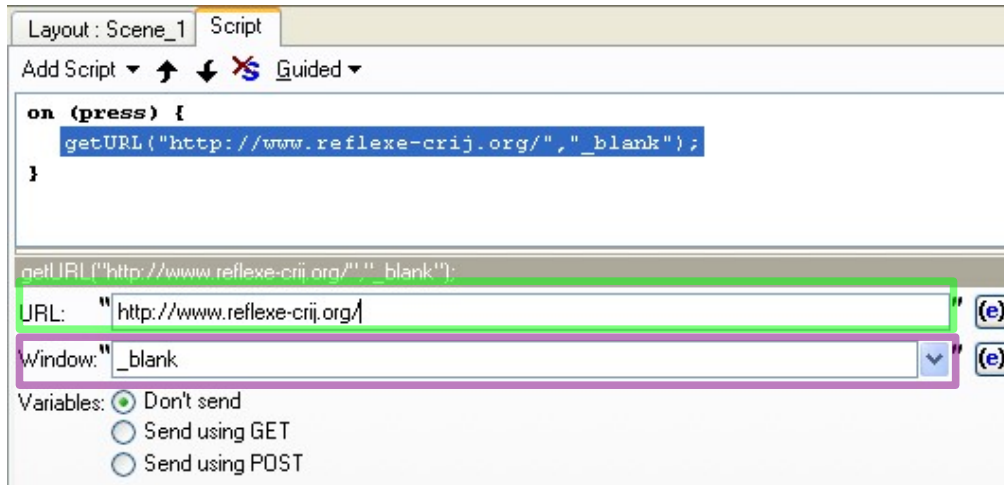 Layout : Scene_1 Script
Add Script Guided
on (press) {
getURL("http://www.reflexe-crij.org/","_blank");
}
getURL("http://www.reflexe-crij.org/","_blank");
URL: "http://www.reflexe-crij.org/" (e)
Window: "_blank" (e)
Variables: Don't send
Send using GET
Send using POST